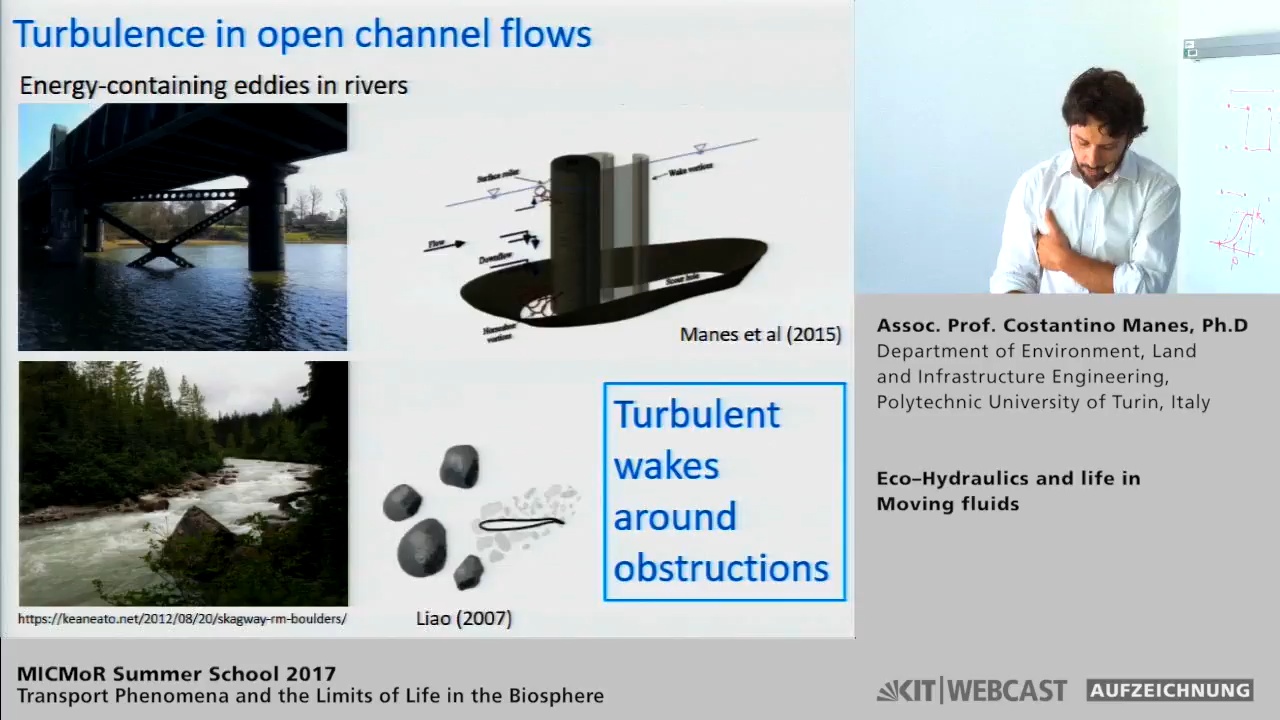 Turbulence in open channel flows
Energy-containing eddies in rivers
Surface roller
Wake vortices
Flow
Downflow
Scour hole
Horseshoe
vortices
Manes et al (2015)
Turbulent
wakes
around
obstructions
https://keaneato.net/2012/08/20/skagway-rm-boulders/
Liao (2007)
Assoc. Prof. Costantino Manes, Ph.D
Department of Environment, Land
and Infrastructure Engineering,
Polytechnic University of Turin, Italy
Eco–Hydraulics and life in
Moving fluids
MICMoR Summer School 2017
Transport Phenomena and the Limits of Life in the Biosphere
KIT|WEBCAST
AUFZEICHNUNG